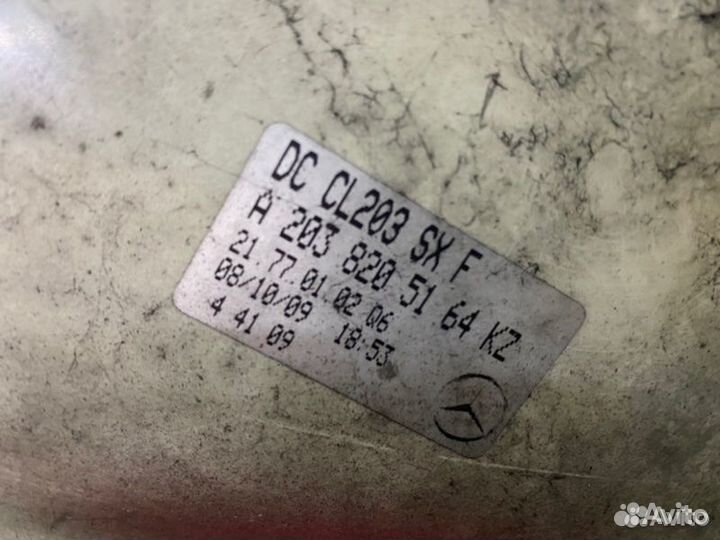 DC CL203 SX F
A 203 820 51 64 KZ
21 77 01 02 Q6
08/10/09 18:53
4 41 09
Avito